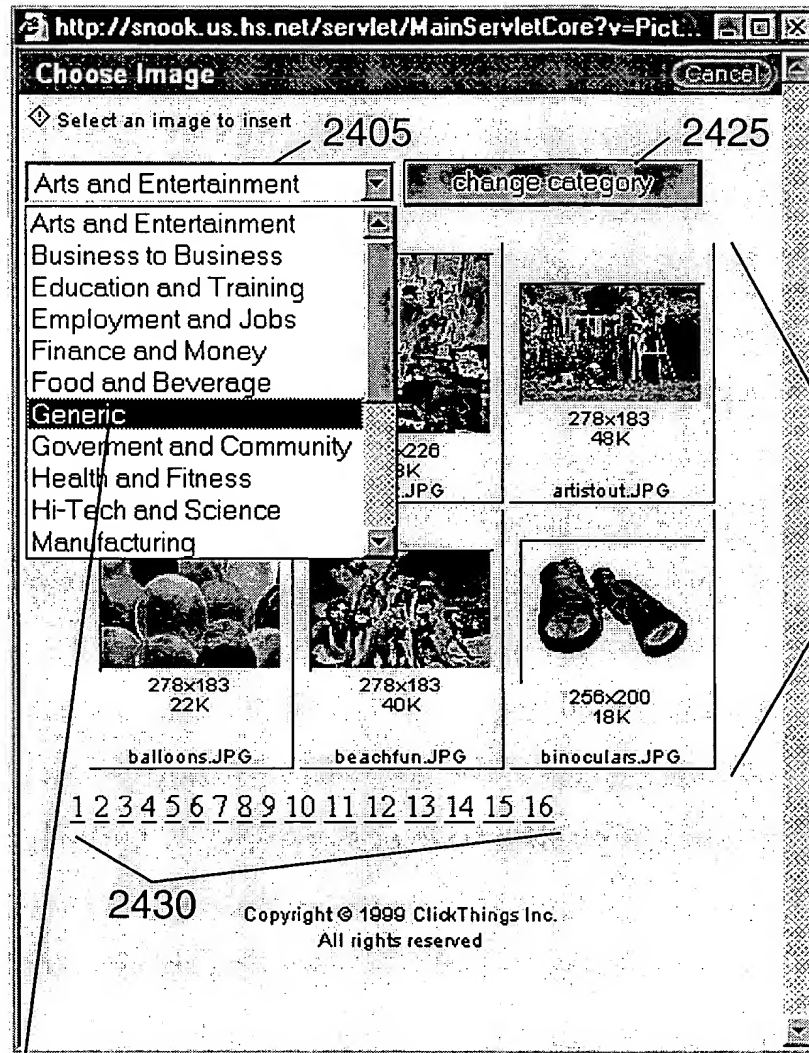 http://snook.us.hs.net/servlet/MainServletCore?v=Pict...
Choose Image
Cancel
Select an image to insert
2405
2425
Arts and Entertainment
change category
Arts and Entertainment
Business to Business
Education and Training
Employment and Jobs
Finance and Money
Food and Beverage
Generic
Goverment and Community
Health and Fitness
Hi-Tech and Science
Manufacturing
x226
8K
.JPG
278x183
48K
artistout.JPG
278x183
22K
balloons.JPG
278x183
40K
beachfun.JPG
256x200
18K
binoculars.JPG
1 2 3 4 5 6 7 8 9 10 11 12 13 14 15 16
2430
Copyright © 1999 ClickThings Inc.
All rights reserved